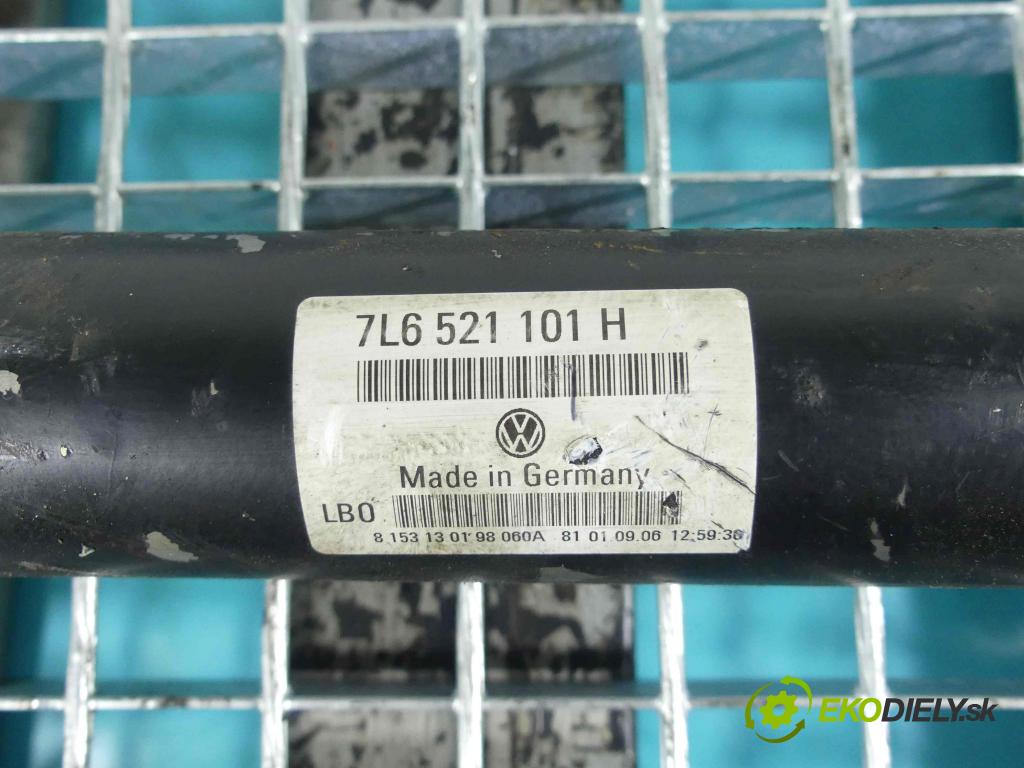 7L6 521 101 H
Made in Germany
LB0
8 153 13 01 98 060A 81 01.09.06 12:59:36
EKODIELY.sk